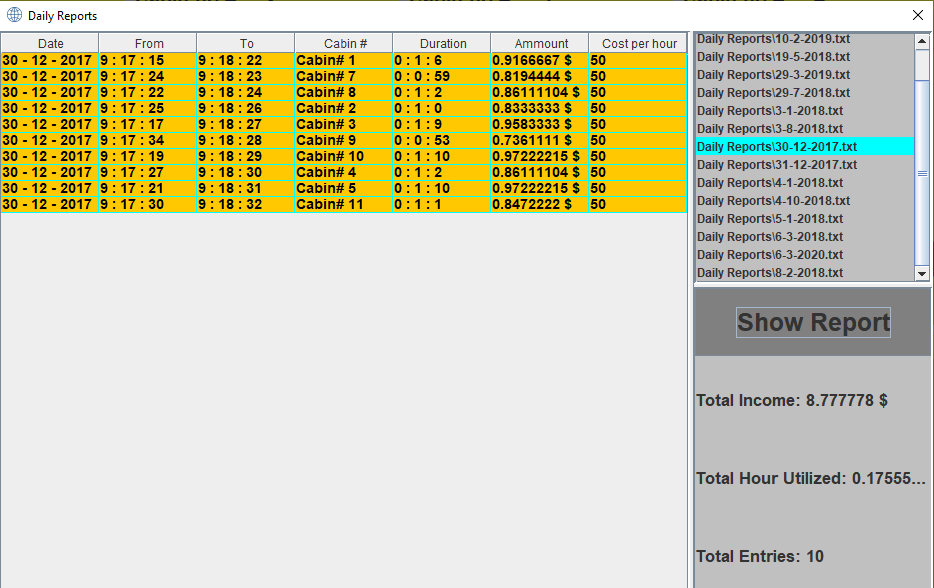 Daily Reports
Date From To Cabin # Duration Ammount Cost per hour
30 - 12 - 2017 9 : 17 : 15 9 : 18 : 22 Cabin# 1 0 : 1 : 6 0.9166667 $ 50
30 - 12 - 2017 9 : 17 : 24 9 : 18 : 23 Cabin# 7 0 : 0 : 59 0.8194444 $ 50
30 - 12 - 2017 9 : 17 : 22 9 : 18 : 24 Cabin# 8 0 : 1 : 2 0.86111104 $ 50
30 - 12 - 2017 9 : 17 : 25 9 : 18 : 26 Cabin# 2 0 : 1 : 0 0.8333333 $ 50
30 - 12 - 2017 9 : 17 : 17 9 : 18 : 27 Cabin# 3 0 : 1 : 9 0.9583333 $ 50
30 - 12 - 2017 9 : 17 : 34 9 : 18 : 28 Cabin# 9 0 : 0 : 53 0.7361111 $ 50
30 - 12 - 2017 9 : 17 : 19 9 : 18 : 29 Cabin# 10 0 : 1 : 10 0.97222215 $ 50
30 - 12 - 2017 9 : 17 : 27 9 : 18 : 30 Cabin# 4 0 : 1 : 2 0.86111104 $ 50
30 - 12 - 2017 9 : 17 : 21 9 : 18 : 31 Cabin# 5 0 : 1 : 10 0.97222215 $ 50
30 - 12 - 2017 9 : 17 : 30 9 : 18 : 32 Cabin# 11 0 : 1 : 1 0.8472222 $ 50
Daily Reports\10-2-2019.txt
Daily Reports\19-5-2018.txt
Daily Reports\29-3-2019.txt
Daily Reports\29-7-2018.txt
Daily Reports\3-1-2018.txt
Daily Reports\3-8-2018.txt
Daily Reports\30-12-2017.txt
Daily Reports\31-12-2017.txt
Daily Reports\4-1-2018.txt
Daily Reports\4-10-2018.txt
Daily Reports\5-1-2018.txt
Daily Reports\6-3-2018.txt
Daily Reports\6-3-2020.txt
Daily Reports\8-2-2018.txt
Show Report
Total Income: 8.777778 $
Total Hour Utilized: 0.17555...
Total Entries: 10